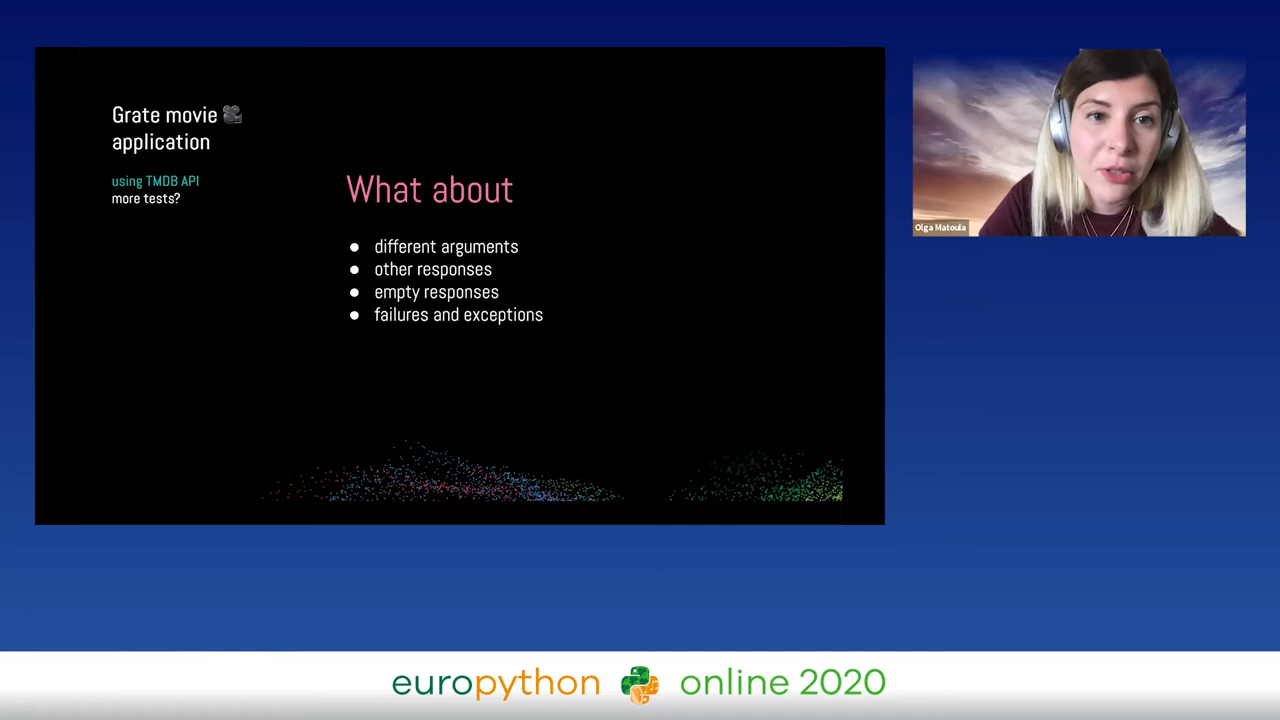 Grate movie
application
using TMDB API
more tests?
What about
● different arguments
● other responses
● empty responses
● failures and exceptions
Olga Matoula
europython online 2020